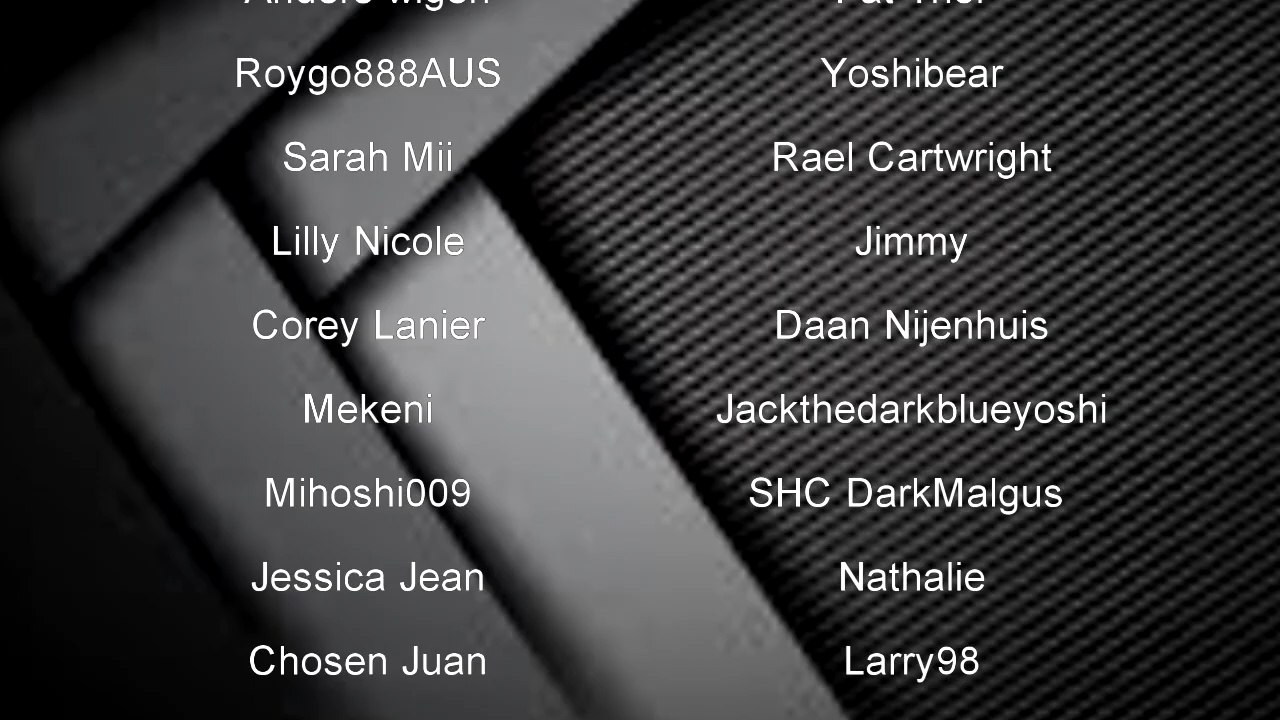 Roygo888AUS Yoshibear
Sarah Mii Rael Cartwright
Lilly Nicole Jimmy
Corey Lanier Daan Nijenhuis
Mekeni Jackthedarkblueyoshi
Mihoshi009 SHC DarkMalgus
Jessica Jean Nathalie
Chosen Juan Larry98